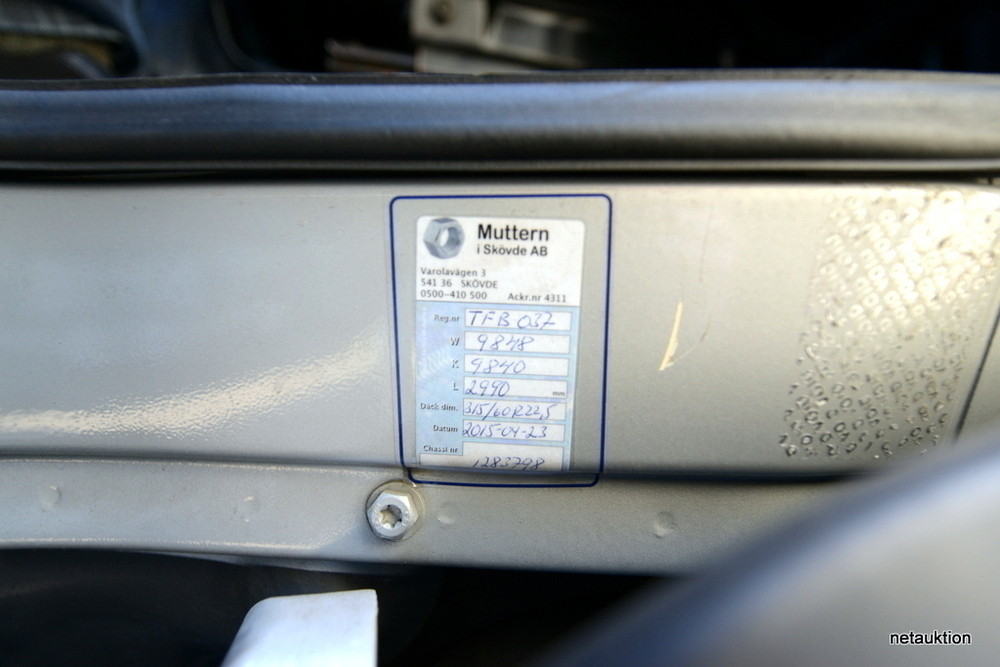 Muttern
i Skövde AB
Varolavägen 3
541 36 SKÖVDE
0500-410 500 Ackr.nr 4311
Reg.nr TFB 037
W 9848
K 9840
L 2990 mm
Däck dim. 315/60R22,5
Datum 2015-04-23
Chassi nr 1283798
netauktion